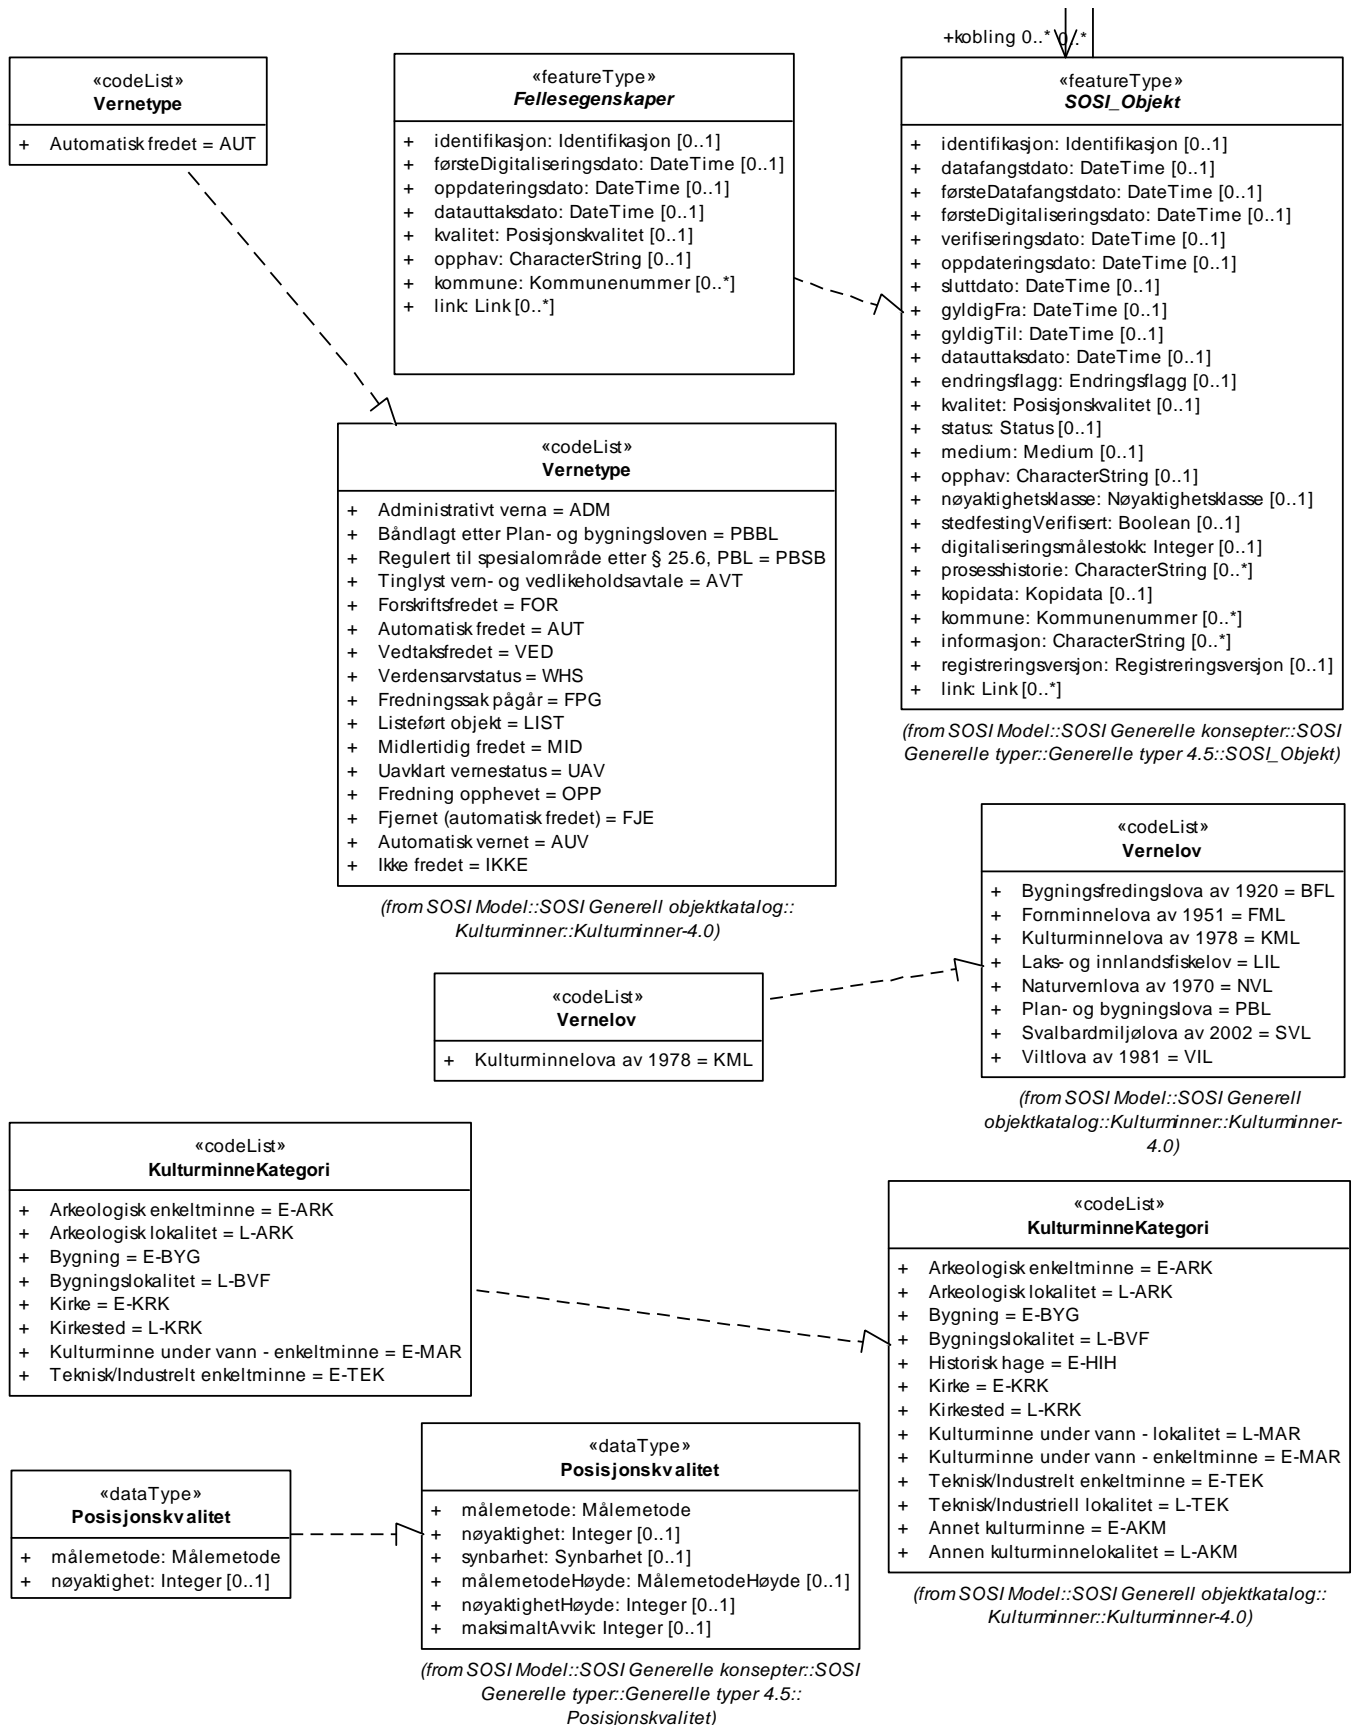 +kobling 0..* 0..*
«codeList»
Vernetype
+ Automatisk fredet = AUT
«featureType»
Fellesegenskaper
+ identifikasjon: Identifikasjon [0..1]
+ førsteDigitaliseringsdato: DateTime [0..1]
+ oppdateringsdato: DateTime [0..1]
+ datauttaksdato: DateTime [0..1]
+ kvalitet: Posisjonskvalitet [0..1]
+ opphav: CharacterString [0..1]
+ kommune: Kommunenummer [0..*]
+ link: Link [0..*]
«featureType»
SOSI_Objekt
+ identifikasjon: Identifikasjon [0..1]
+ datafangstdato: DateTime [0..1]
+ førsteDatafangstdato: DateTime [0..1]
+ førsteDigitaliseringsdato: DateTime [0..1]
+ verifiseringsdato: DateTime [0..1]
+ oppdateringsdato: DateTime [0..1]
+ sluttdato: DateTime [0..1]
+ gyldigFra: DateTime [0..1]
+ gyldigTil: DateTime [0..1]
+ datauttaksdato: DateTime [0..1]
+ endringsflagg: Endringsflagg [0..1]
+ kvalitet: Posisjonskvalitet [0..1]
+ status: Status [0..1]
+ medium: Medium [0..1]
+ opphav: CharacterString [0..1]
+ nøyaktighetsklasse: Nøyaktighetsklasse [0..1]
+ stedfestingVerifisert: Boolean [0..1]
+ digitaliseringsmålestokk: Integer [0..1]
+ prosesshistorie: CharacterString [0..*]
+ kopidata: Kopidata [0..1]
+ kommune: Kommunenummer [0..*]
+ informasjon: CharacterString [0..*]
+ registreringsversjon: Registreringsversjon [0..1]
+ link: Link [0..*]
(from SOSI Model::SOSI Generelle konsepter::SOSI
Generelle typer::Generelle typer 4.5::SOSI_Objekt)
«codeList»
Vernetype
+ Administrativt verna = ADM
+ Båndlagt etter Plan- og bygningsloven = PBBL
+ Regulert til spesialområde etter § 25.6, PBL = PBSB
+ Tinglyst vern- og vedlikeholdsavtale = AVT
+ Forskriftsfredet = FOR
+ Automatisk fredet = AUT
+ Vedtaksfredet = VED
+ Verdensarvstatus = WHS
+ Fredningssak pågår = FPG
+ Listeført objekt = LIST
+ Midlertidig fredet = MID
+ Uavklart vernestatus = UAV
+ Fredning opphevet = OPP
+ Fjernet (automatisk fredet) = FJE
+ Automatisk vernet = AUV
+ Ikke fredet = IKKE
(from SOSI Model::SOSI Generell objektkatalog::
Kulturminner::Kulturminner-4.0)
«codeList»
Vernelov
+ Bygningsfredingslova av 1920 = BFL
+ Fornminnelova av 1951 = FML
+ Kulturminnelova av 1978 = KML
+ Laks- og innlandsfiskelov = LIL
+ Naturvernlova av 1970 = NVL
+ Plan- og bygningslova = PBL
+ Svalbardmiljølova av 2002 = SVL
+ Viltlova av 1981 = VIL
(from SOSI Model::SOSI Generell
objektkatalog::Kulturminner::Kulturminner-
4.0)
«codeList»
Vernelov
+ Kulturminnelova av 1978 = KML
«codeList»
KulturminneKategori
+ Arkeologisk enkeltminne = E-ARK
+ Arkeologisk lokalitet = L-ARK
+ Bygning = E-BYG
+ Bygningslokalitet = L-BVF
+ Kirke = E-KRK
+ Kirkested = L-KRK
+ Kulturminne under vann - enkeltminne = E-MAR
+ Teknisk/Industrelt enkeltminne = E-TEK
«codeList»
KulturminneKategori
+ Arkeologisk enkeltminne = E-ARK
+ Arkeologisk lokalitet = L-ARK
+ Bygning = E-BYG
+ Bygningslokalitet = L-BVF
+ Historisk hage = E-HIH
+ Kirke = E-KRK
+ Kirkested = L-KRK
+ Kulturminne under vann - lokalitet = L-MAR
+ Kulturminne under vann - enkeltminne = E-MAR
+ Teknisk/Industrelt enkeltminne = E-TEK
+ Teknisk/Industriell lokalitet = L-TEK
+ Annet kulturminne = E-AKM
+ Annen kulturminnelokalitet = L-AKM
(from SOSI Model::SOSI Generell objektkatalog::
Kulturminner::Kulturminner-4.0)
«dataType»
Posisjonskvalitet
+ målemetode: Målemetode
+ nøyaktighet: Integer [0..1]
«dataType»
Posisjonskvalitet
+ målemetode: Målemetode
+ nøyaktighet: Integer [0..1]
+ synbarhet: Synbarhet [0..1]
+ målemetodeHøyde: MålemetodeHøyde [0..1]
+ nøyaktighetHøyde: Integer [0..1]
+ maksimaltAvvik: Integer [0..1]
(from SOSI Model::SOSI Generelle konsepter::SOSI
Generelle typer::Generelle typer 4.5::
Posisjonskvalitet)